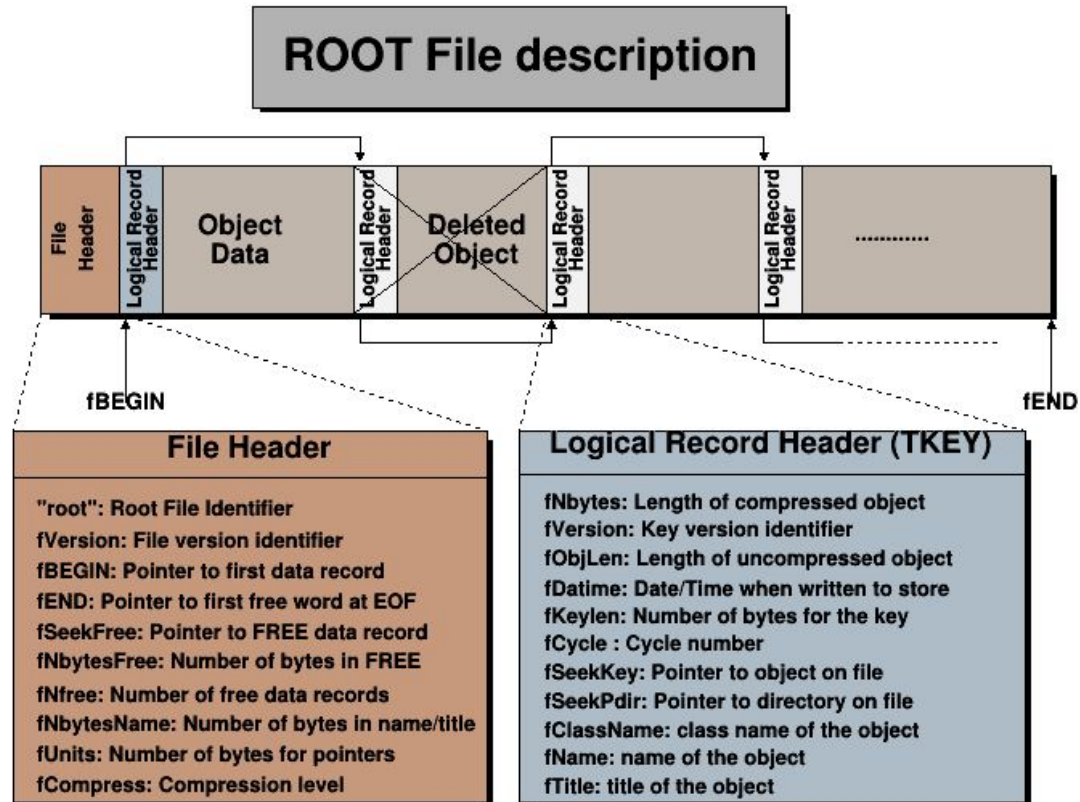 ROOT File description
File
Header
Logical Record
Header
Object
Data
Logical Record
Header
Deleted
Object
Logical Record
Header
Logical Record
Header
............
fBEGIN
fEND
File Header
"root": Root File Identifier
fVersion: File version identifier
fBEGIN: Pointer to first data record
fEND: Pointer to first free word at EOF
fSeekFree: Pointer to FREE data record
fNbytesFree: Number of bytes in FREE
fNfree: Number of free data records
fNbytesName: Number of bytes in name/title
fUnits: Number of bytes for pointers
fCompress: Compression level
Logical Record Header (TKEY)
fNbytes: Length of compressed object
fVersion: Key version identifier
fObjLen: Length of uncompressed object
fDatime: Date/Time when written to store
fKeylen: Number of bytes for the key
fCycle : Cycle number
fSeekKey: Pointer to object on file
fSeekPdir: Pointer to directory on file
fClassName: class name of the object
fName: name of the object
fTitle: title of the object